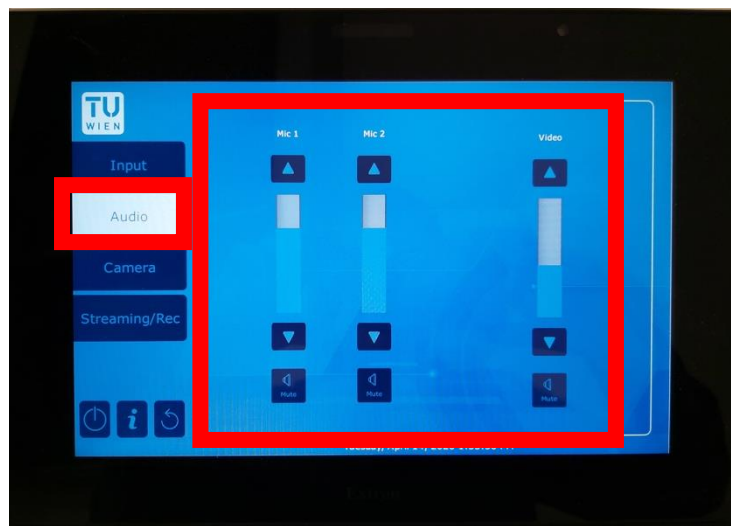 TU
WIEN
Mic 1
Mic 2
Video
Input
Audio
Camera
Streaming/Rec
Mute
Mute
Mute
i